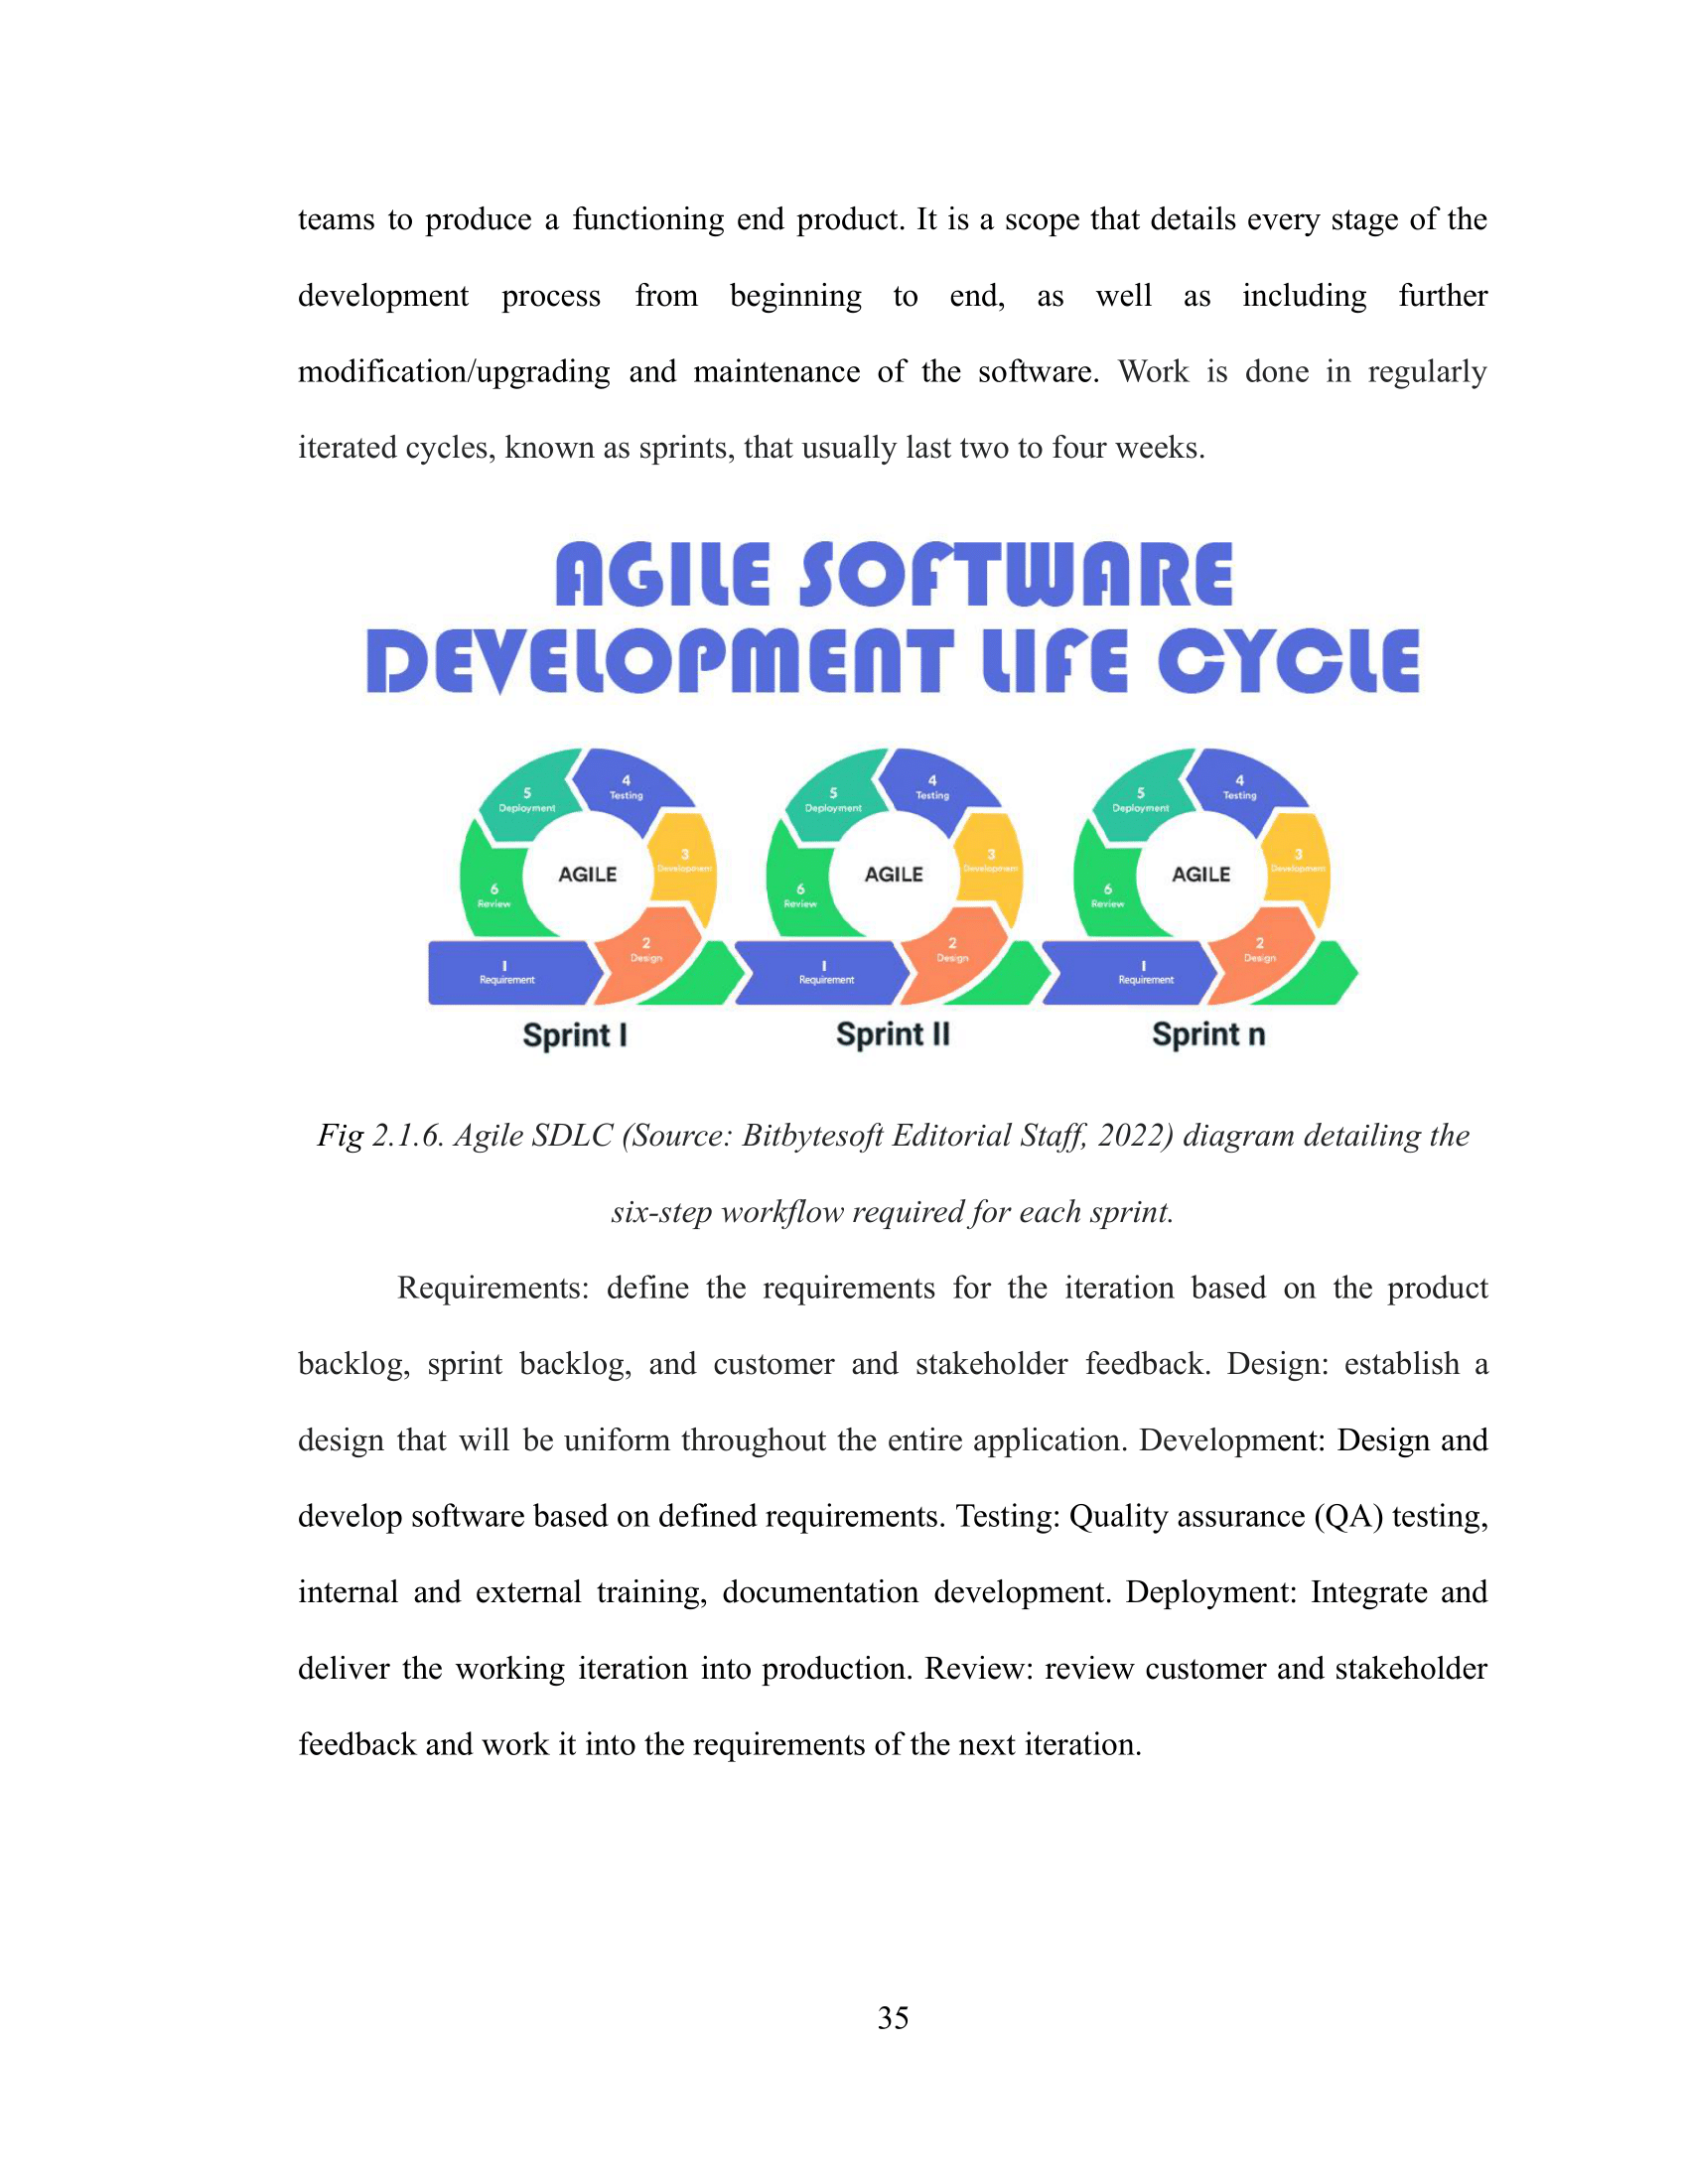 teams to produce a functioning end product. It is a scope that details every stage of the
development process from beginning to end, as well as including further
modification/upgrading and maintenance of the software. Work is done in regularly
iterated cycles, known as sprints, that usually last two to four weeks.
AGILE SOFTWARE
DEVELOPMENT LIFE CYCLE
4
Testing
5
Deployment
3
Development
AGILE
6
Review
2
Design
1
Requirement
Sprint I
4
Testing
5
Deployment
3
Development
AGILE
6
Review
2
Design
1
Requirement
Sprint II
4
Testing
5
Deployment
3
Development
AGILE
6
Review
2
Design
1
Requirement
Sprint n
Fig 2.1.6. Agile SDLC (Source: Bitbytesoft Editorial Staff, 2022) diagram detailing the
six-step workflow required for each sprint.
Requirements: define the requirements for the iteration based on the product
backlog, sprint backlog, and customer and stakeholder feedback. Design: establish a
design that will be uniform throughout the entire application. Development: Design and
develop software based on defined requirements. Testing: Quality assurance (QA) testing,
internal and external training, documentation development. Deployment: Integrate and
deliver the working iteration into production. Review: review customer and stakeholder
feedback and work it into the requirements of the next iteration.
35